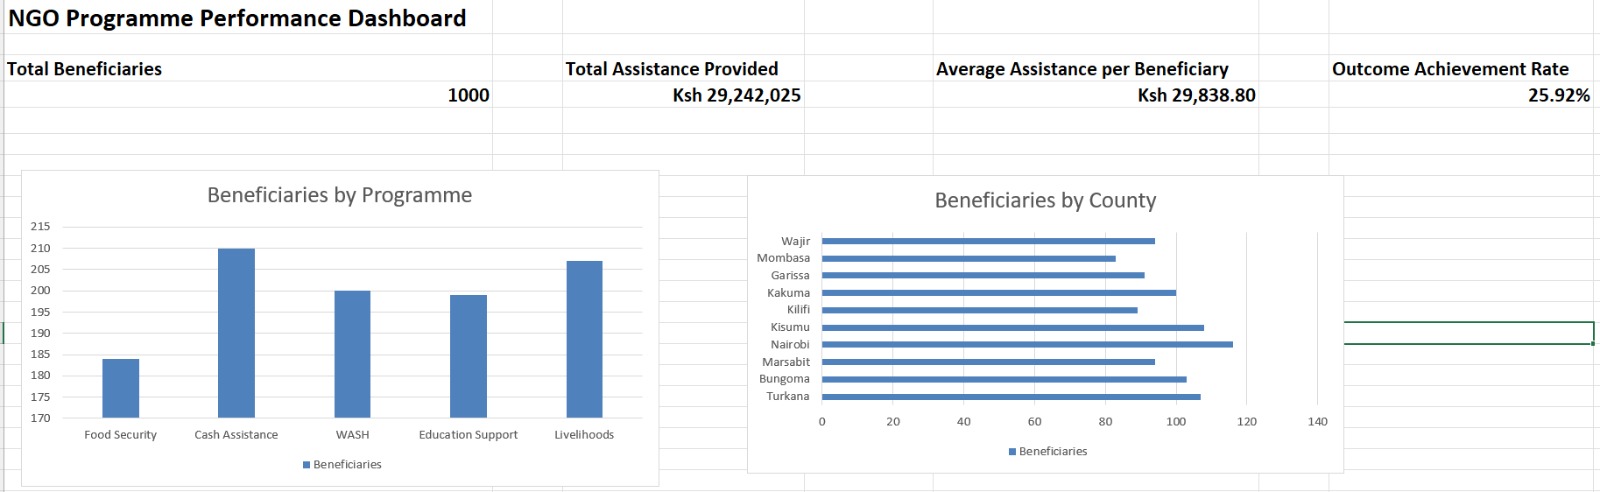 NGO Programme Performance Dashboard
Total Beneficiaries Total Assistance Provided Average Assistance per Beneficiary Outcome Achievement Rate
1000 Ksh 29,242,025 Ksh 29,838.80 25.92%
Beneficiaries by Programme
215
210
205
200
195
190
185
180
175
170
Food Security Cash Assistance WASH Education Support Livelihoods
Beneficiaries
Beneficiaries by County
Wajir
Mombasa
Garissa
Kakuma
Kilifi
Kisumu
Nairobi
Marsabit
Bungoma
Turkana
0 20 40 60 80 100 120 140
Beneficiaries